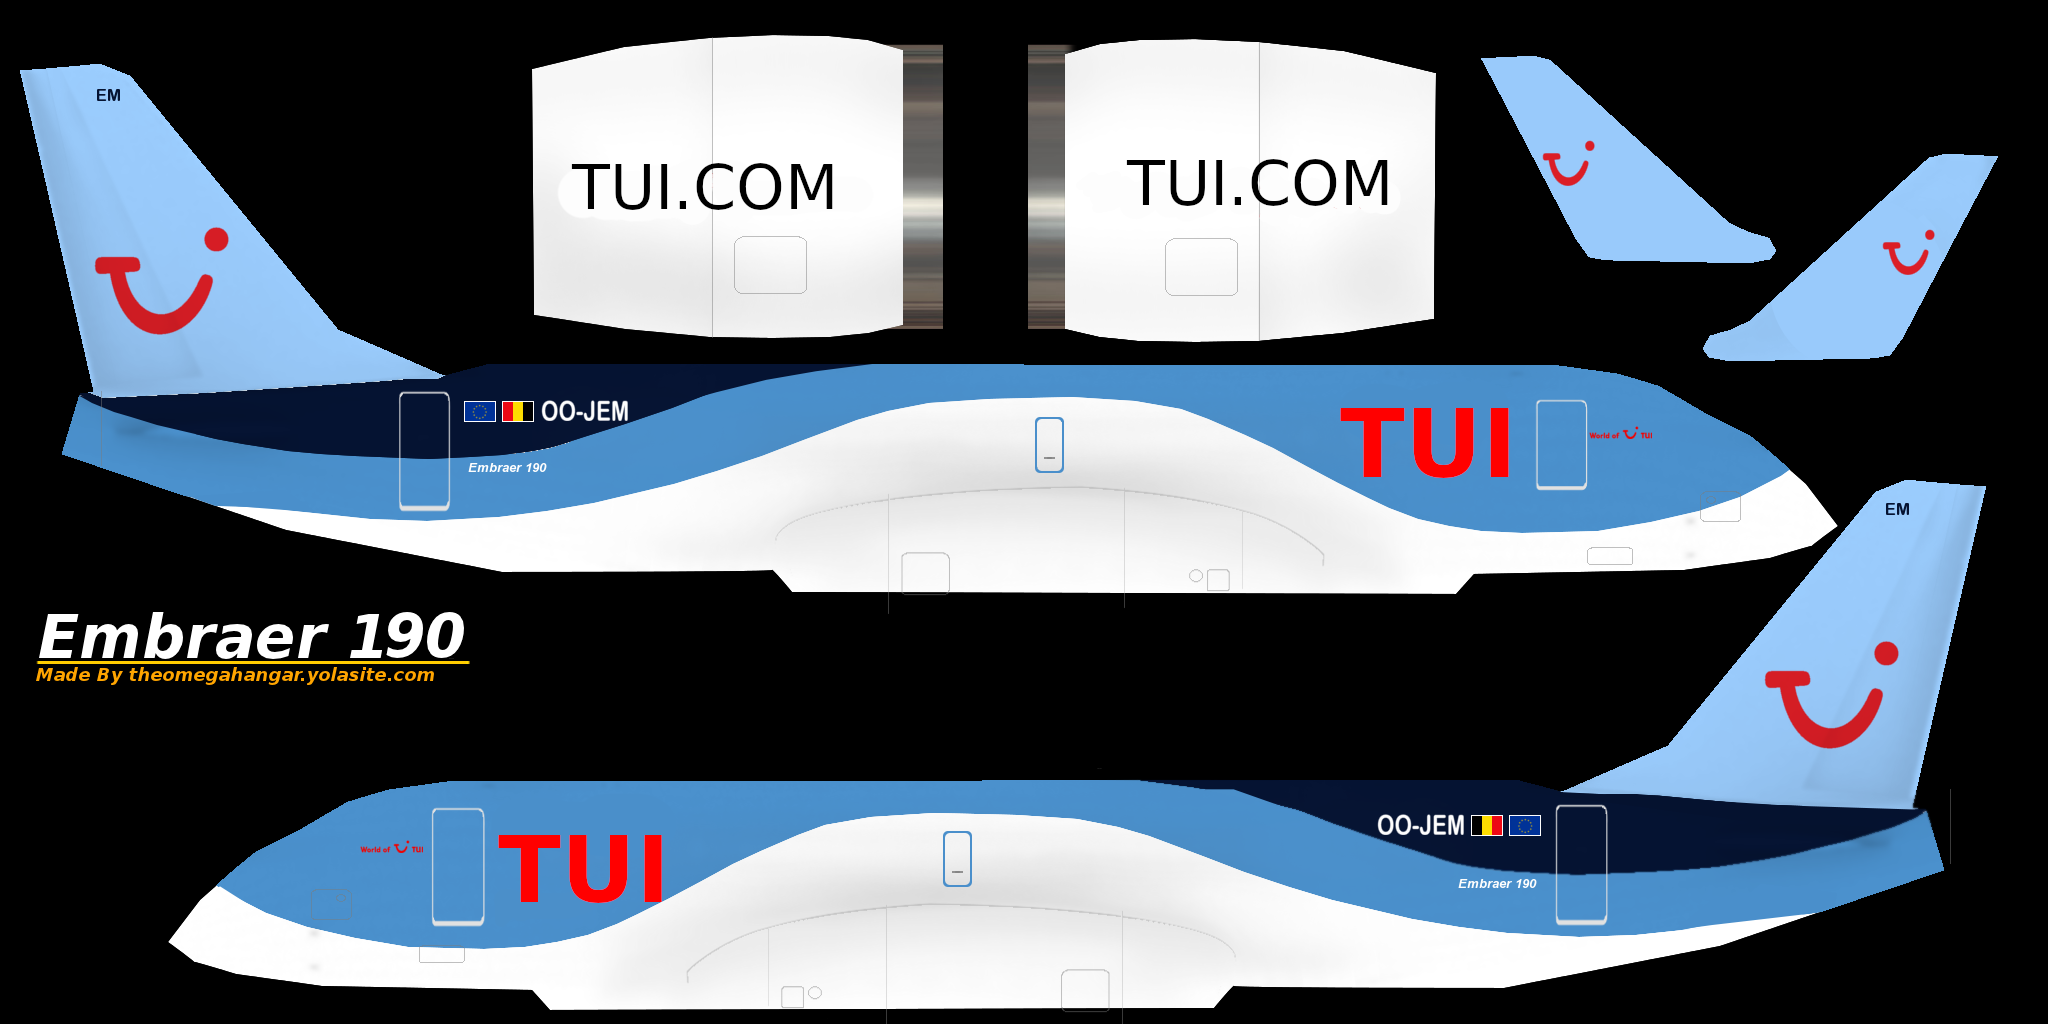 EM
TUI.COM
TUI.COM
OO-JEM
Embraer 190
TUI
World of TUI
EM
Embraer 190
Made By theomegahangar.yolasite.com
World of TUI
TUI
OO-JEM
Embraer 190